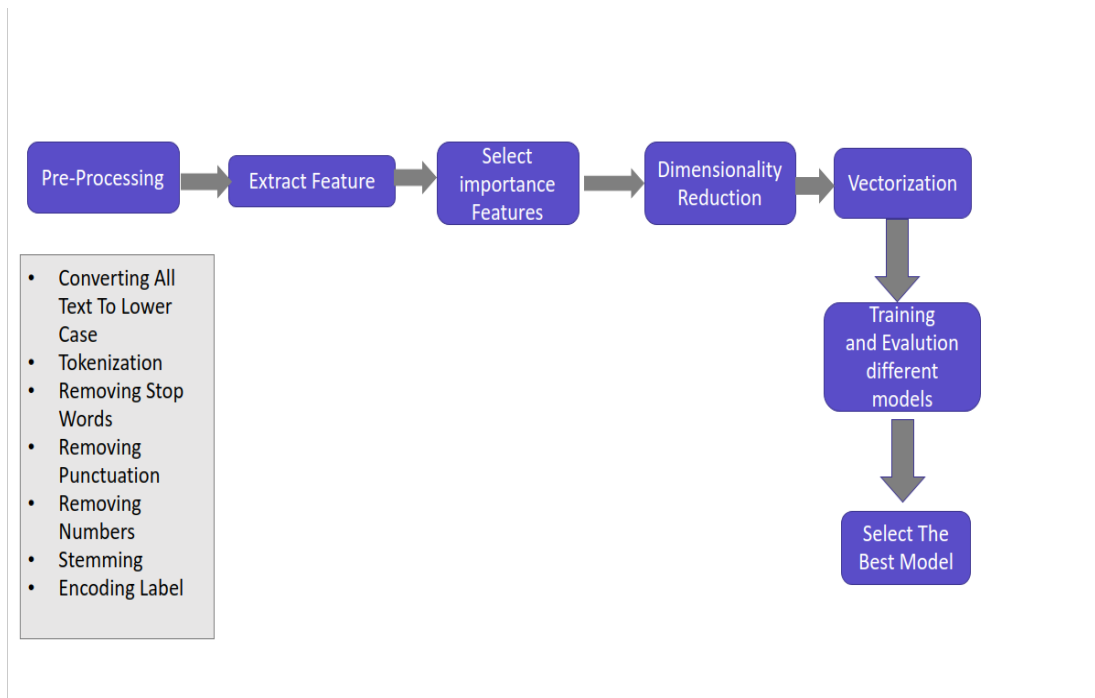 Pre-Processing
Extract Feature
Select
importance
Features
Dimensionality
Reduction
Vectorization
• Converting All
Text To Lower
Case
• Tokenization
• Removing Stop
Words
• Removing
Punctuation
• Removing
Numbers
• Stemming
• Encoding Label
Training
and Evalution
different
models
Select The
Best Model